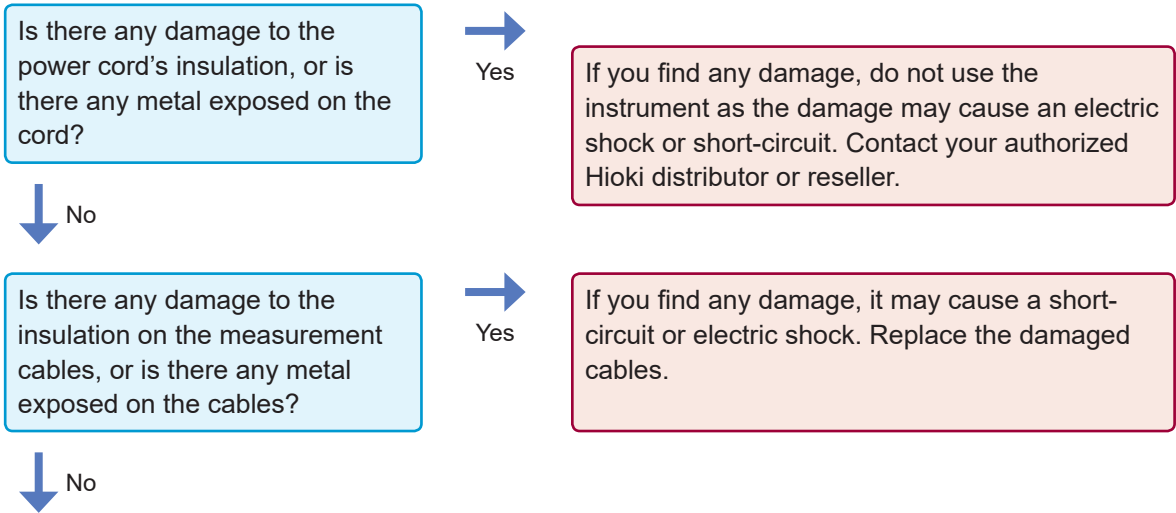 Is there any damage to the
power cord’s insulation, or is
there any metal exposed on the
cord?
Yes
If you find any damage, do not use the
instrument as the damage may cause an electric
shock or short-circuit. Contact your authorized
Hioki distributor or reseller.
No
Is there any damage to the
insulation on the measurement
cables, or is there any metal
exposed on the cables?
Yes
If you find any damage, it may cause a short-
circuit or electric shock. Replace the damaged
cables.
No